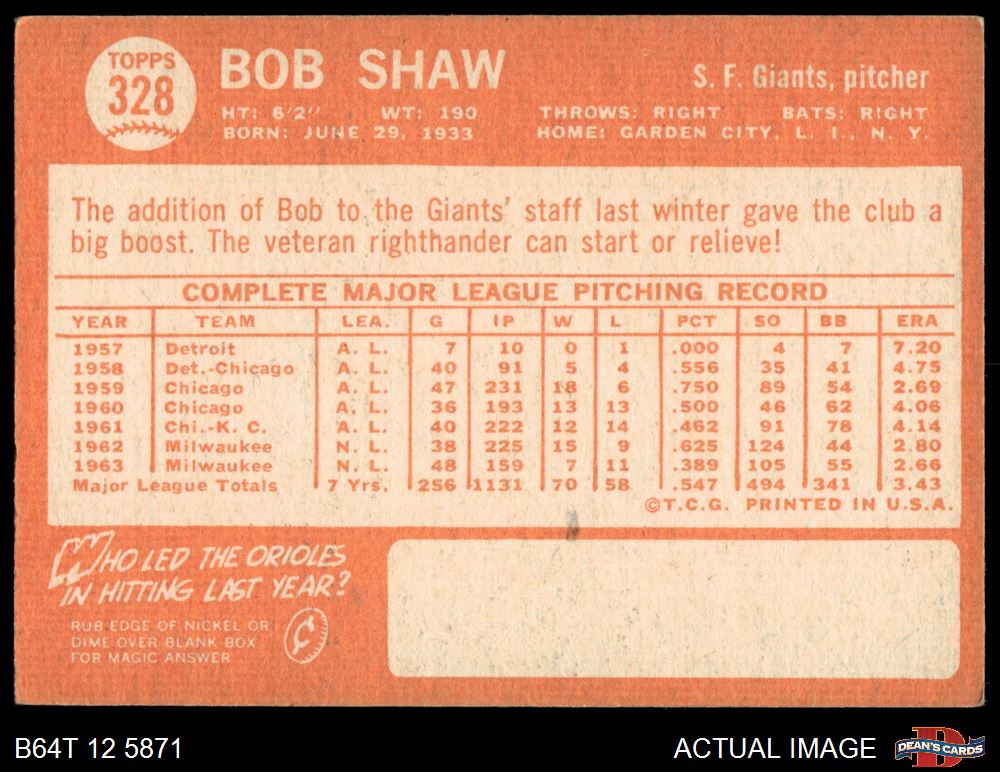 TOPPS
328
BOB SHAW
S. F. Giants, pitcher
HT: 6'2" WT: 190 THROWS: RIGHT BATS: RIGHT
BORN: JUNE 29, 1933 HOME: GARDEN CITY, L. I., N. Y.
The addition of Bob to the Giants' staff last winter gave the club a
big boost. The veteran righthander can start or relieve!
COMPLETE MAJOR LEAGUE PITCHING RECORD
YEAR TEAM LEA. G IP W L PCT SO BB ERA
1957 Detroit A. L. 7 10 0 1 .000 4 7 7.20
1958 Det.-Chicago A. L. 40 91 5 4 .556 35 41 4.75
1959 Chicago A. L. 47 231 18 6 .750 89 54 2.69
1960 Chicago A. L. 36 193 13 13 .500 46 62 4.06
1961 Chi.-K. C. A. L. 40 222 12 14 .462 91 78 4.14
1962 Milwaukee N. L. 38 225 15 9 .625 124 44 2.80
1963 Milwaukee N. L. 48 159 7 11 .389 105 55 2.66
Major League Totals 7 Yrs. 256 1131 70 58 .547 494 341 3.43
©T.C.G. PRINTED IN U.S.A.
WHO LED THE ORIOLES
IN HITTING LAST YEAR?
RUB EDGE OF NICKEL OR
DIME OVER BLANK BOX
FOR MAGIC ANSWER
¢
B64T 12 5871
ACTUAL IMAGE
D
DEAN'S CARDS